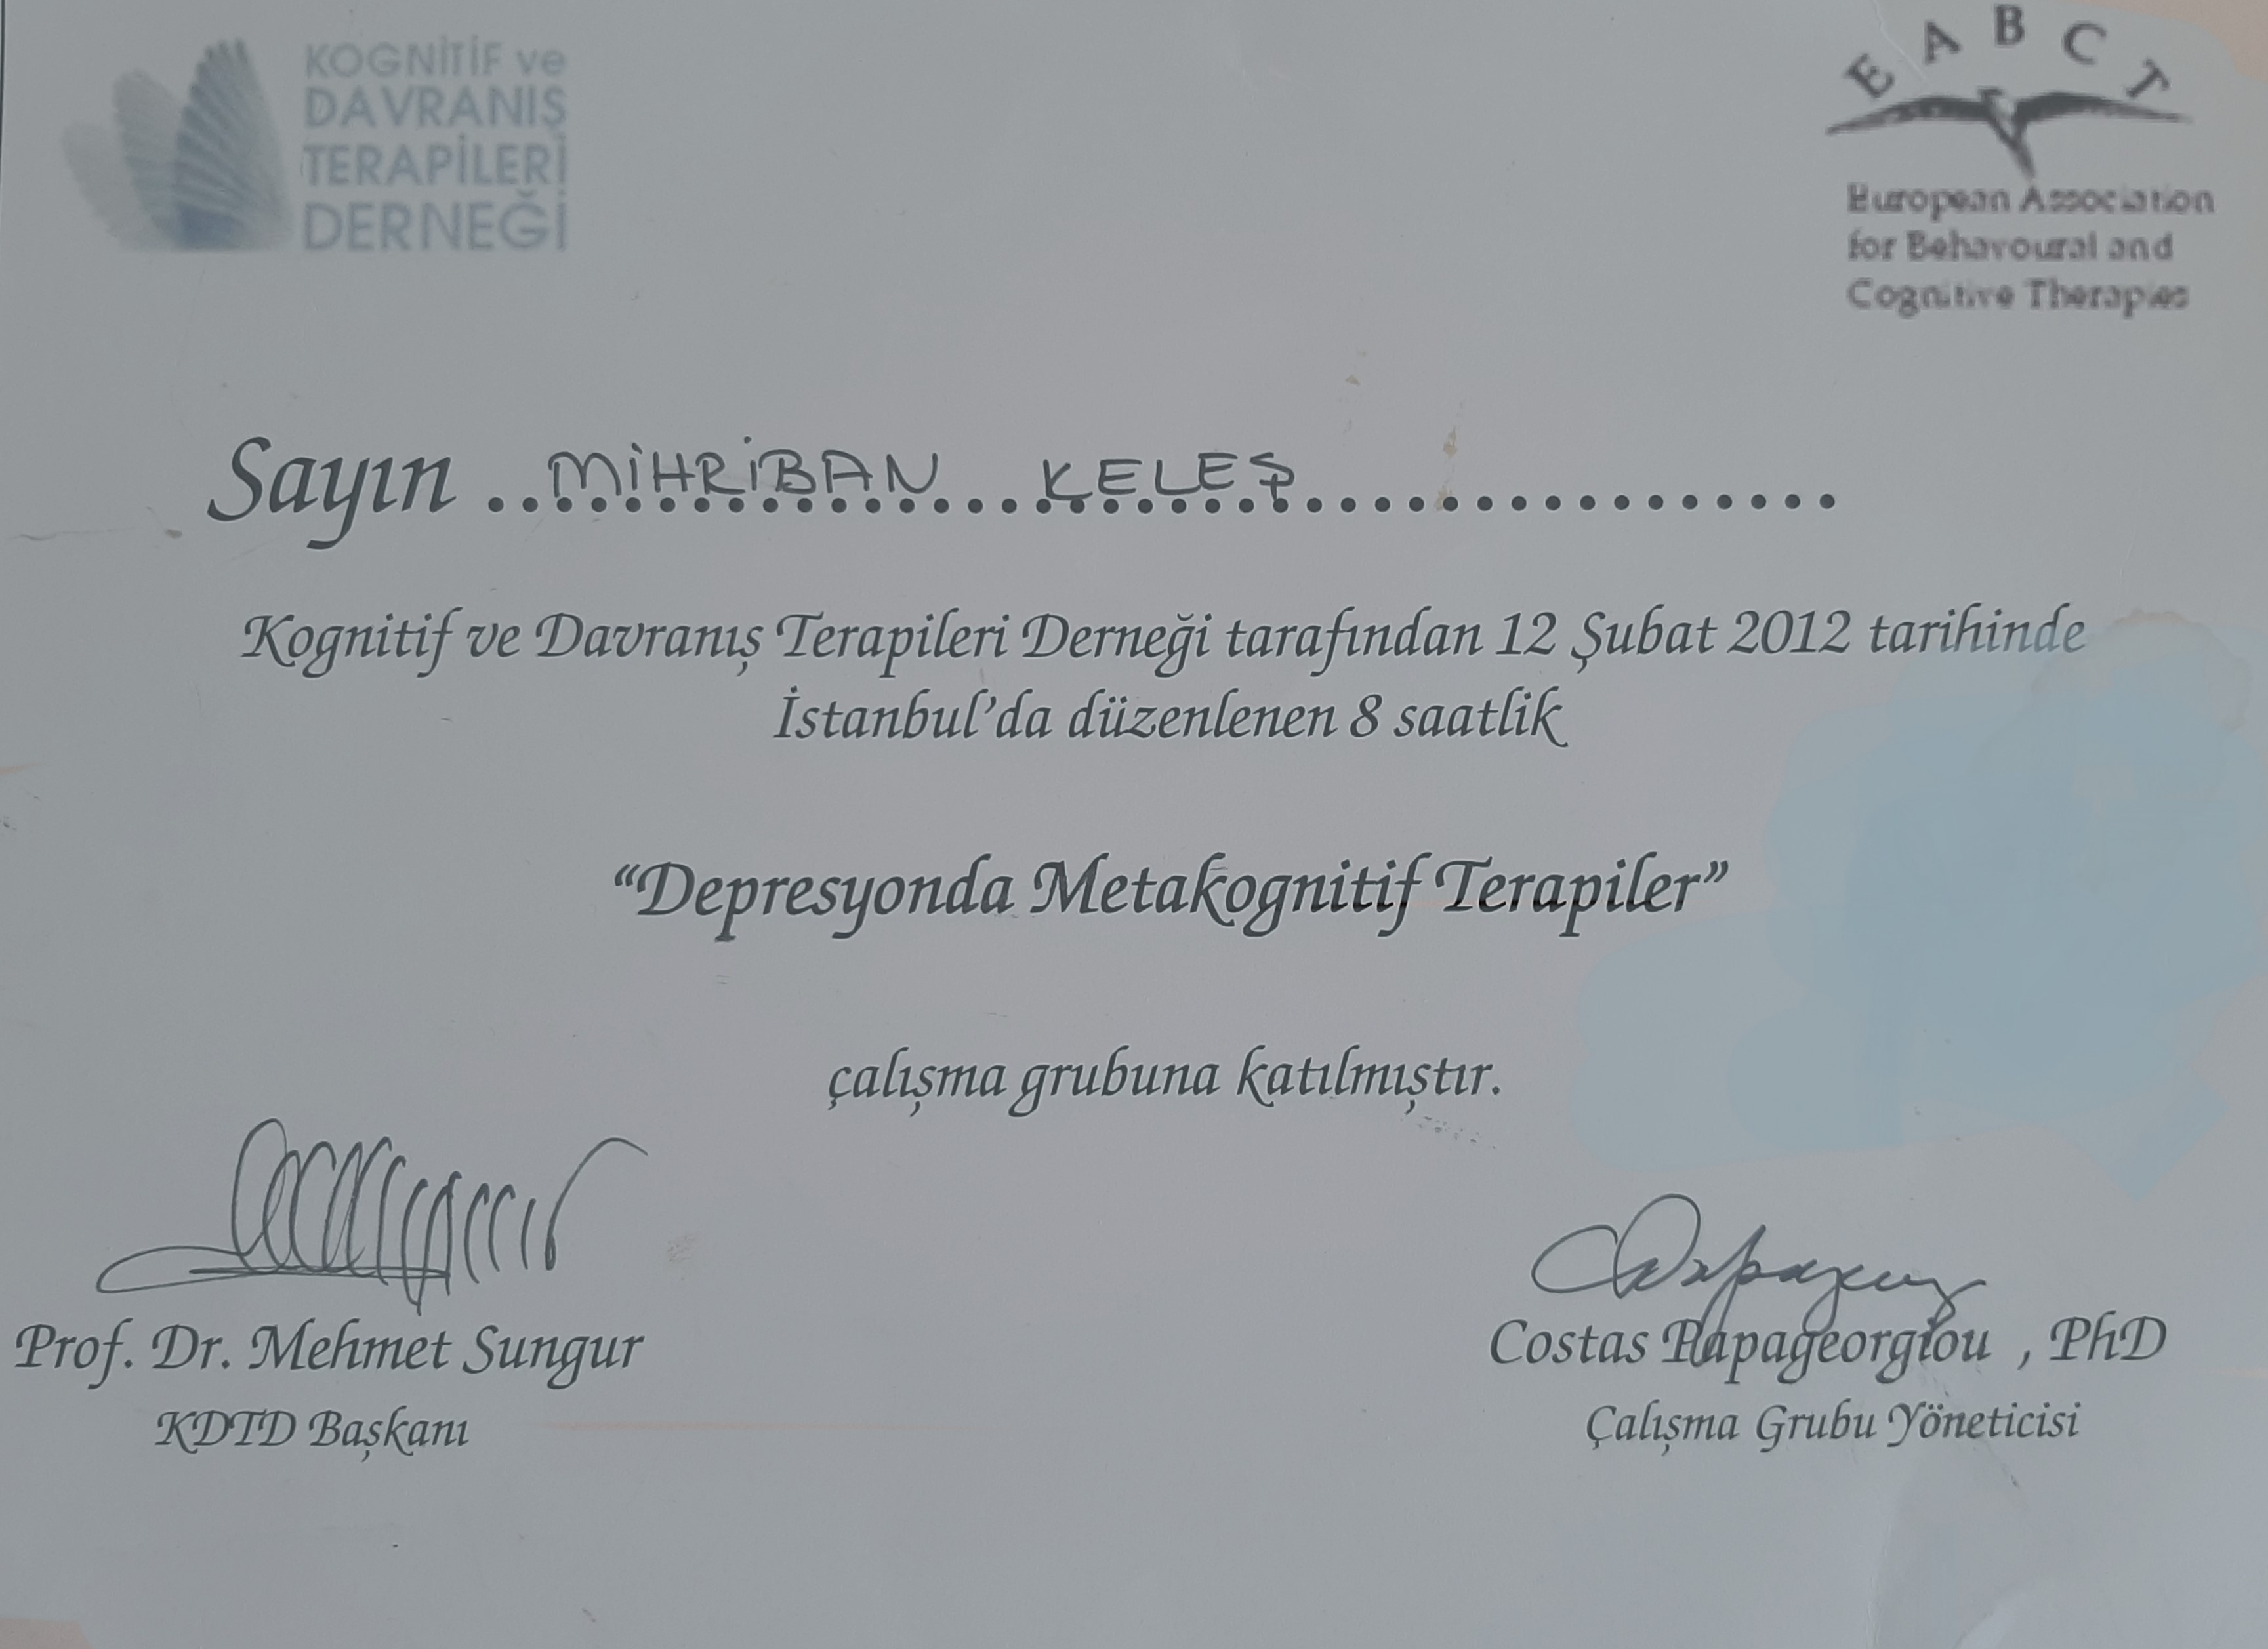 KOGNİTİF ve
DAVRANIŞ
TERAPİLERİ
DERNEĞİ
E A B C T
European Association
for Behavoural and
Cognitive Therapies
Sayın ..MİHRİBAN KELEŞ..........
Kognitif ve Davranış Terapileri Derneği tarafından 12 Şubat 2012 tarihinde
İstanbul'da düzenlenen 8 saatlik
“Depresyonda Metakognitif Terapiler”
çalışma grubuna katılmıştır.
Prof. Dr. Mehmet Sungur
KDTD Başkanı
Costas Papageorgiou , PhD
Çalışma Grubu Yöneticisi